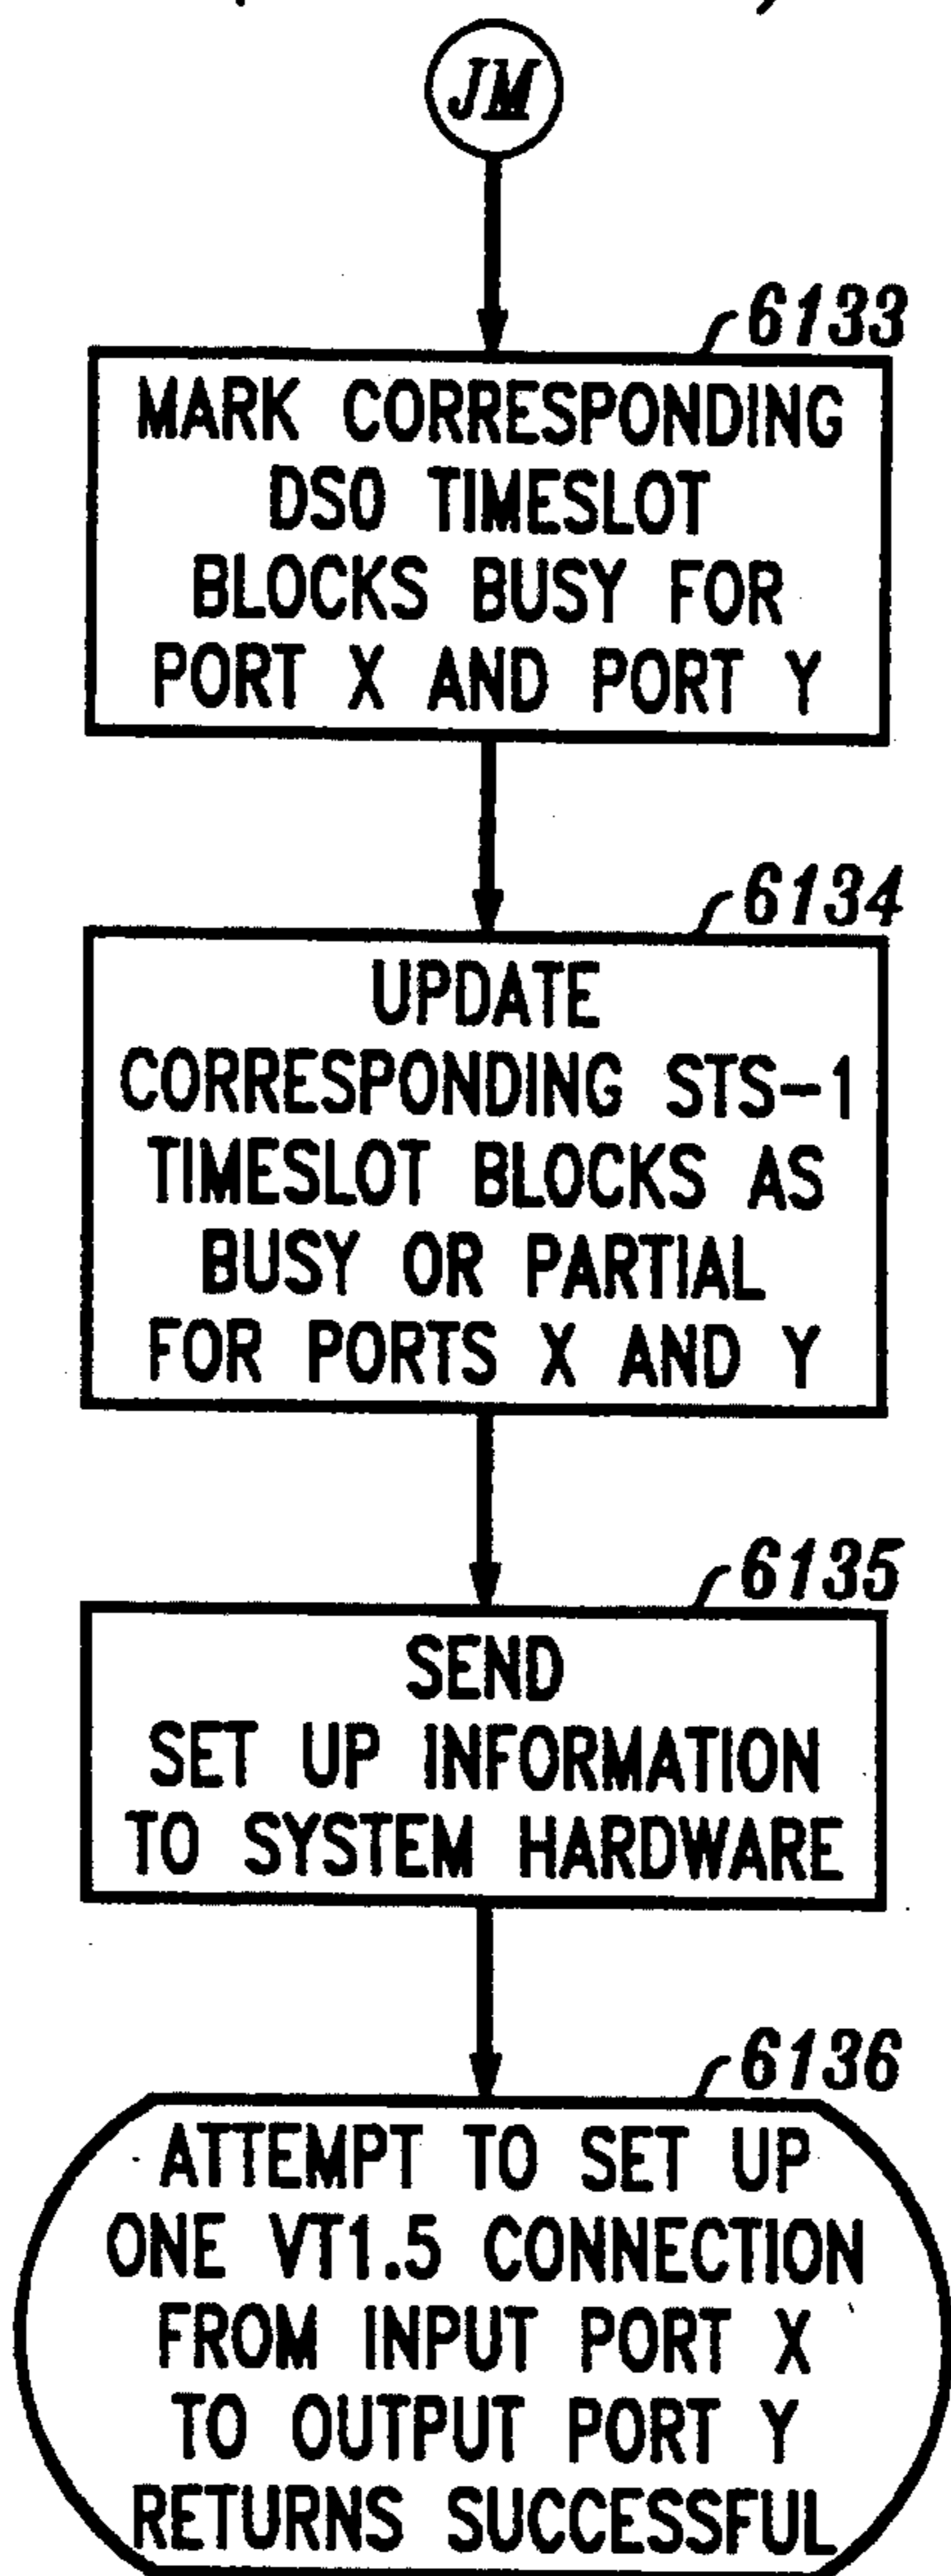 JM
6133
MARK CORRESPONDING
DS0 TIMESLOT
BLOCKS BUSY FOR
PORT X AND PORT Y
6134
UPDATE
CORRESPONDING STS-1
TIMESLOT BLOCKS AS
BUSY OR PARTIAL
FOR PORTS X AND Y
6135
SEND
SET UP INFORMATION
TO SYSTEM HARDWARE
6136
ATTEMPT TO SET UP
ONE VT1.5 CONNECTION
FROM INPUT PORT X
TO OUTPUT PORT Y
RETURNS SUCCESSFUL